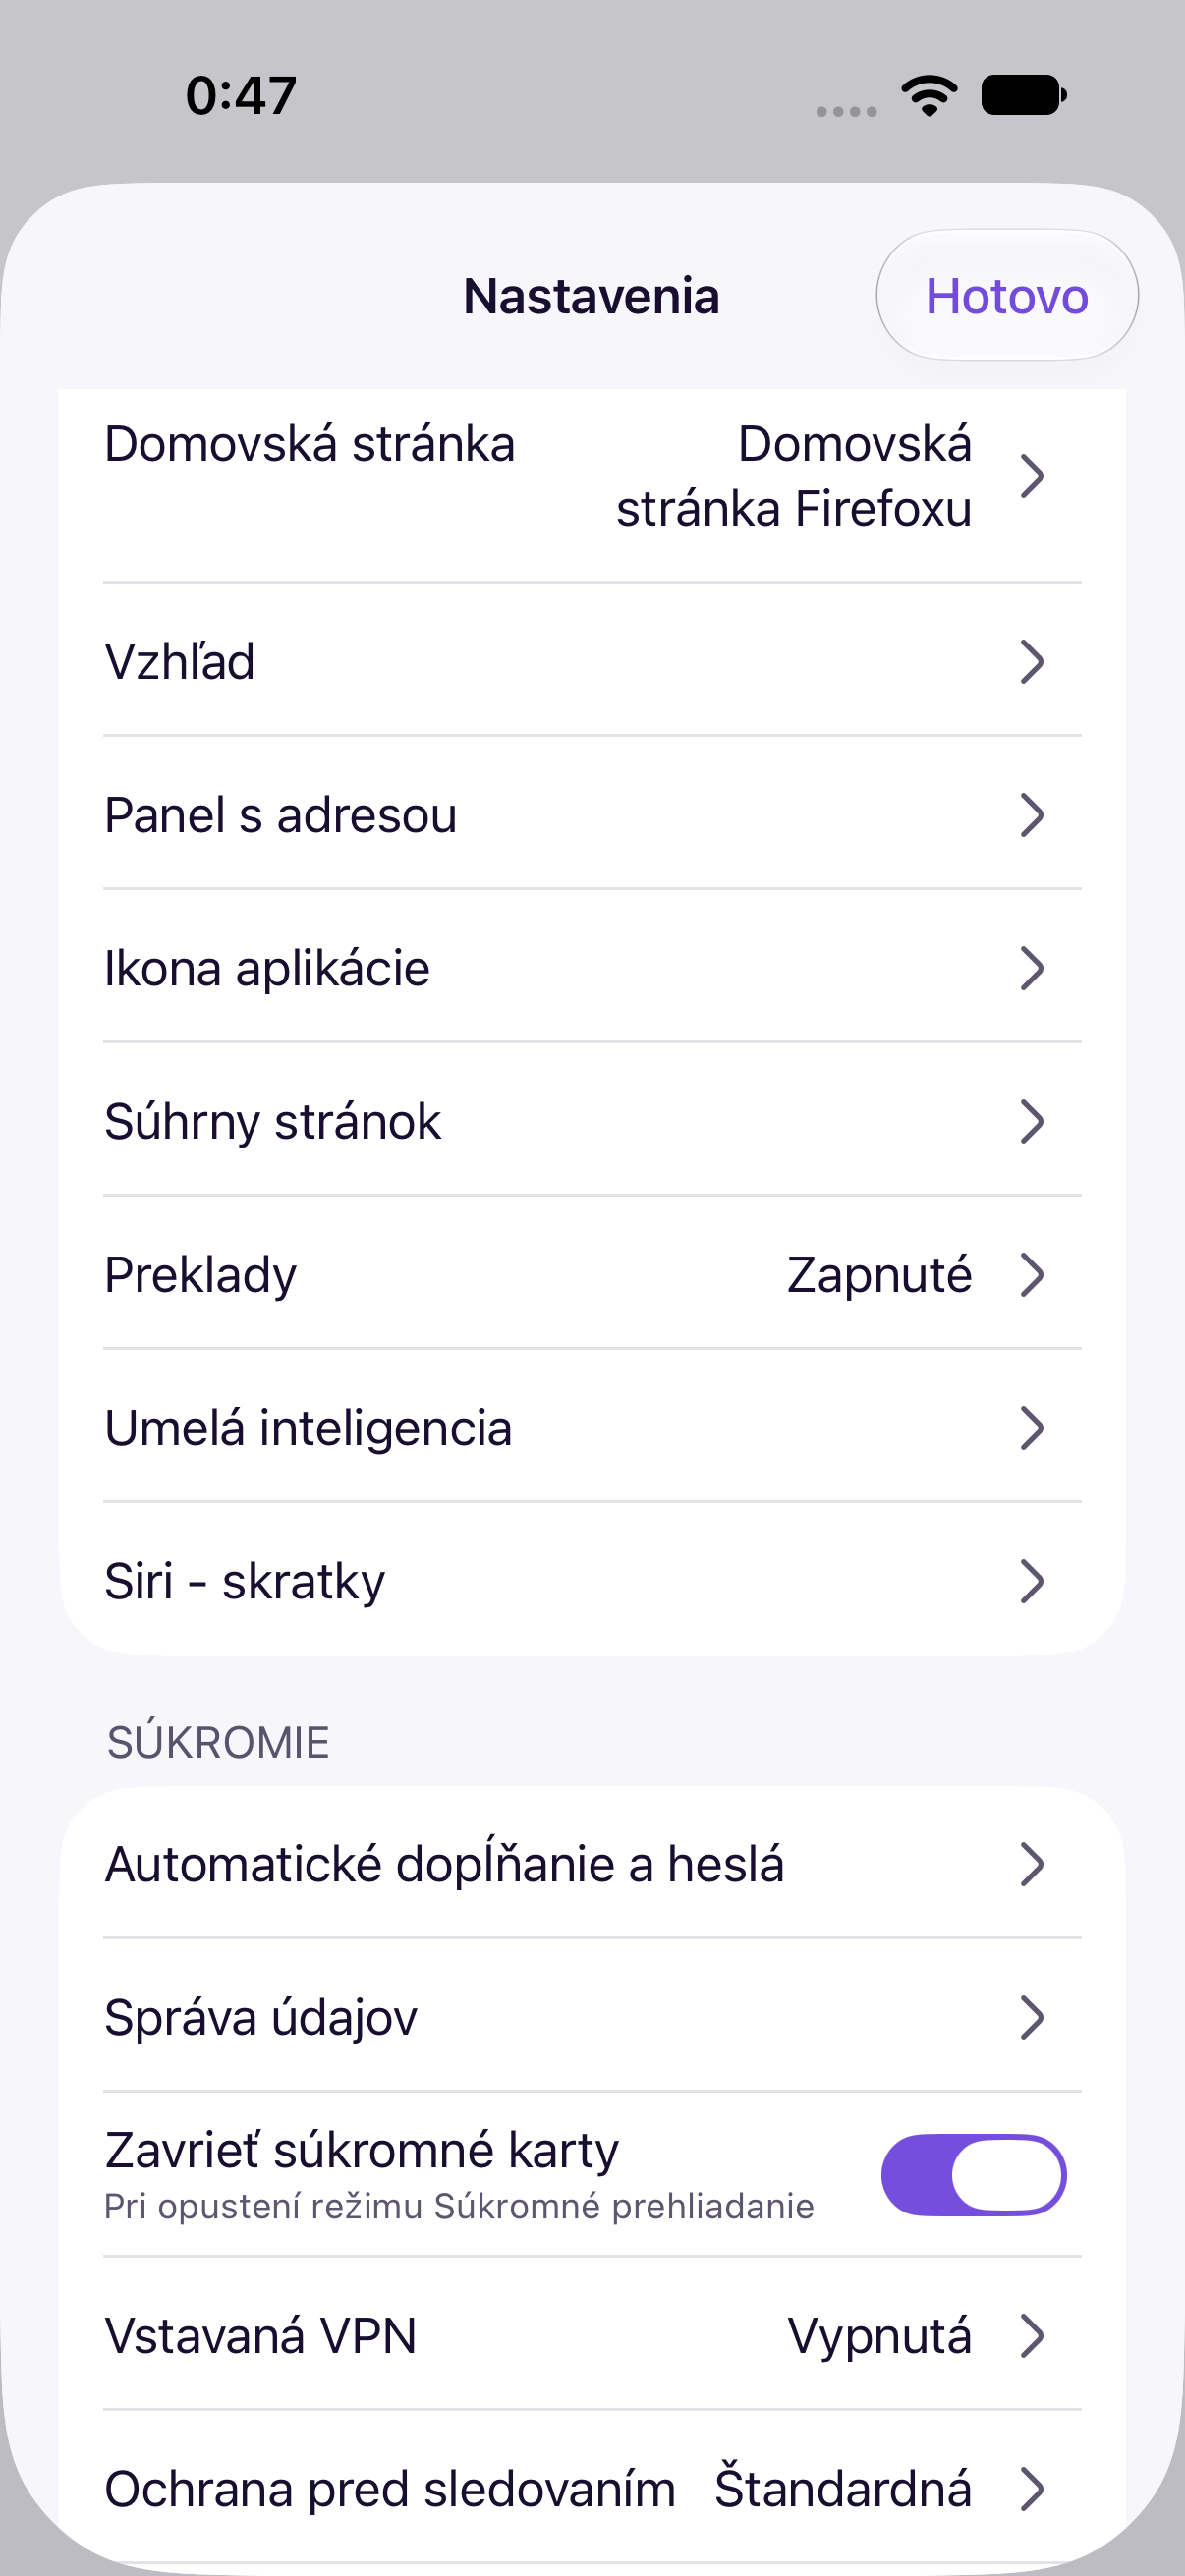 0:47
Nastavenia
Hotovo
Domovská stránka
Domovská
stránka Firefoxu
Vzhľad
Panel s adresou
Ikona aplikácie
Súhrny stránok
Preklady
Zapnuté
Umelá inteligencia
Siri - skratky
SÚKROMIE
Automatické dopĺňanie a heslá
Správa údajov
Zavrieť súkromné karty
Pri opustení režimu Súkromné prehliadanie
Vstavaná VPN
Vypnutá
Ochrana pred sledovaním
Štandardná